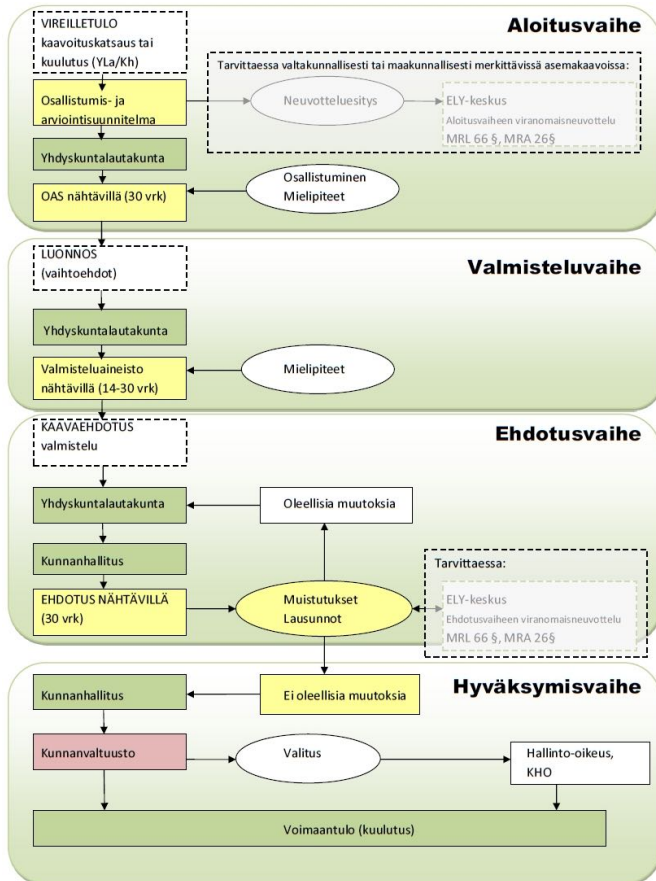 Aloitusvaihe
VIREILLETULO
kaavoituskatsaus tai
kuulutus (YLa/Kh)
Tarvittaessa valtakunnallisesti tai maakunnallisesti merkittävissä asemakaavoissa:
Osallistumis- ja
arviointisuunnitelma
Neuvotteluesitys
ELY-keskus
Aloitusvaiheen viranomaisneuvottelu
MRL 66 §, MRA 26§
Yhdyskuntalautakunta
OAS nähtävillä (30 vrk)
Osallistuminen
Mielipiteet
Valmisteluvaihe
LUONNOS
(vaihtoehdot)
Yhdyskuntalautakunta
Valmisteluaineisto
nähtävillä (14-30 vrk)
Mielipiteet
Ehdotusvaihe
KAAVAEHDOTUS
valmistelu
Yhdyskuntalautakunta
Oleellisia muutoksia
Kunnanhallitus
EHDOTUS NÄHTÄVILLÄ
(30 vrk)
Muistutukset
Lausunnot
Tarvittaessa:
ELY-keskus
Ehdotusvaiheen viranomaisneuvottelu
MRL 66 §, MRA 26§
Hyväksymisvaihe
Kunnanhallitus
Ei oleellisia muutoksia
Kunnanvaltuusto
Valitus
Hallinto-oikeus,
KHO
Voimaantulo (kuulutus)